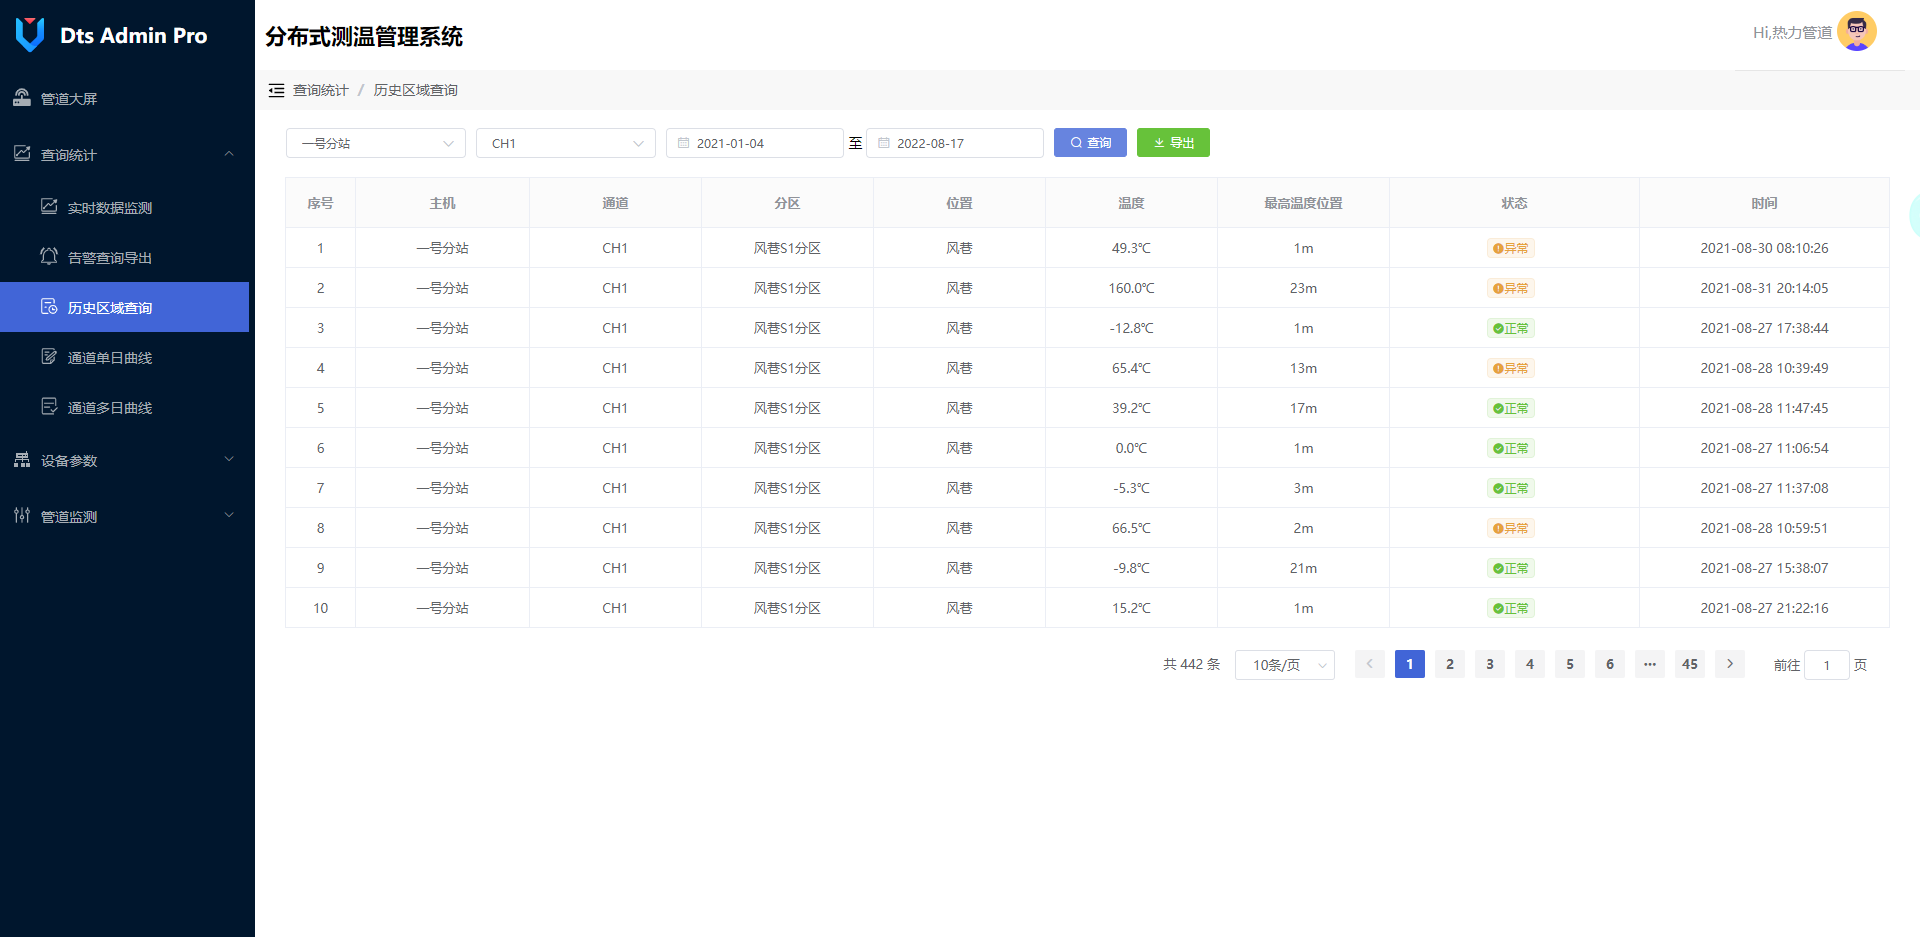 Dts Admin Pro
管道大屏
查询统计
实时数据监测
告警查询导出
历史区域查询
通道单日曲线
通道多日曲线
设备参数
管道监测
分布式测温管理系统
Hi,热力管道
查询统计 / 历史区域查询
一号分站 CH1 2021-01-04 至 2022-08-17 查询 导出
序号 主机 通道 分区 位置 温度 最高温度位置 状态 时间
1 一号分站 CH1 风巷S1分区 风巷 49.3℃ 1m 异常 2021-08-30 08:10:26
2 一号分站 CH1 风巷S1分区 风巷 160.0℃ 23m 异常 2021-08-31 20:14:05
3 一号分站 CH1 风巷S1分区 风巷 -12.8℃ 1m 正常 2021-08-27 17:38:44
4 一号分站 CH1 风巷S1分区 风巷 65.4℃ 13m 异常 2021-08-28 10:39:49
5 一号分站 CH1 风巷S1分区 风巷 39.2℃ 17m 正常 2021-08-28 11:47:45
6 一号分站 CH1 风巷S1分区 风巷 0.0℃ 1m 正常 2021-08-27 11:06:54
7 一号分站 CH1 风巷S1分区 风巷 -5.3℃ 3m 正常 2021-08-27 11:37:08
8 一号分站 CH1 风巷S1分区 风巷 66.5℃ 2m 异常 2021-08-28 10:59:51
9 一号分站 CH1 风巷S1分区 风巷 -9.8℃ 21m 正常 2021-08-27 15:38:07
10 一号分站 CH1 风巷S1分区 风巷 15.2℃ 1m 正常 2021-08-27 21:22:16
共 442 条 10条/页 1 2 3 4 5 6 ··· 45 前往 1 页